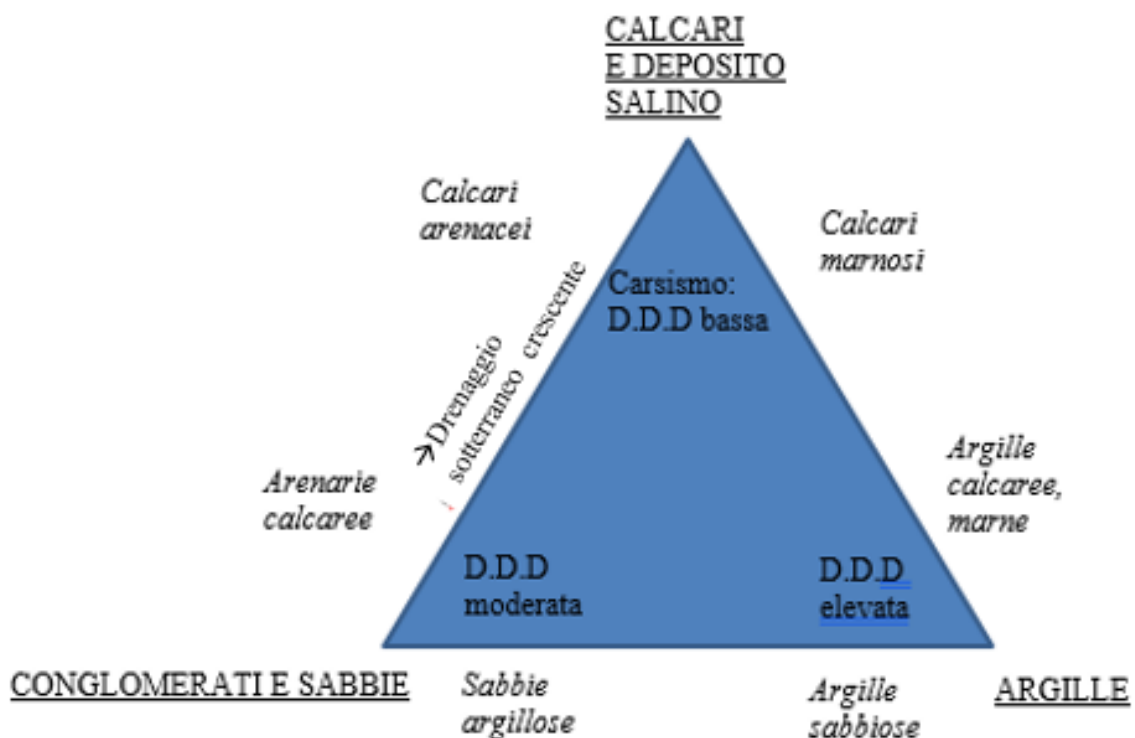 CALCARI
E DEPOSITO
SALINO
Calcari
arenacei
Calcari
marnosi
Carsismo:
D.D.D bassa
Drenaggio
sotterraneo crescente
Arenarie
calcaree
Argille
calcaree,
marne
D.D.D
moderata
D.D.D
elevata
CONGLOMERATI E SABBIE
Sabbie
argillose
Argille
sabbiose
ARGILLE